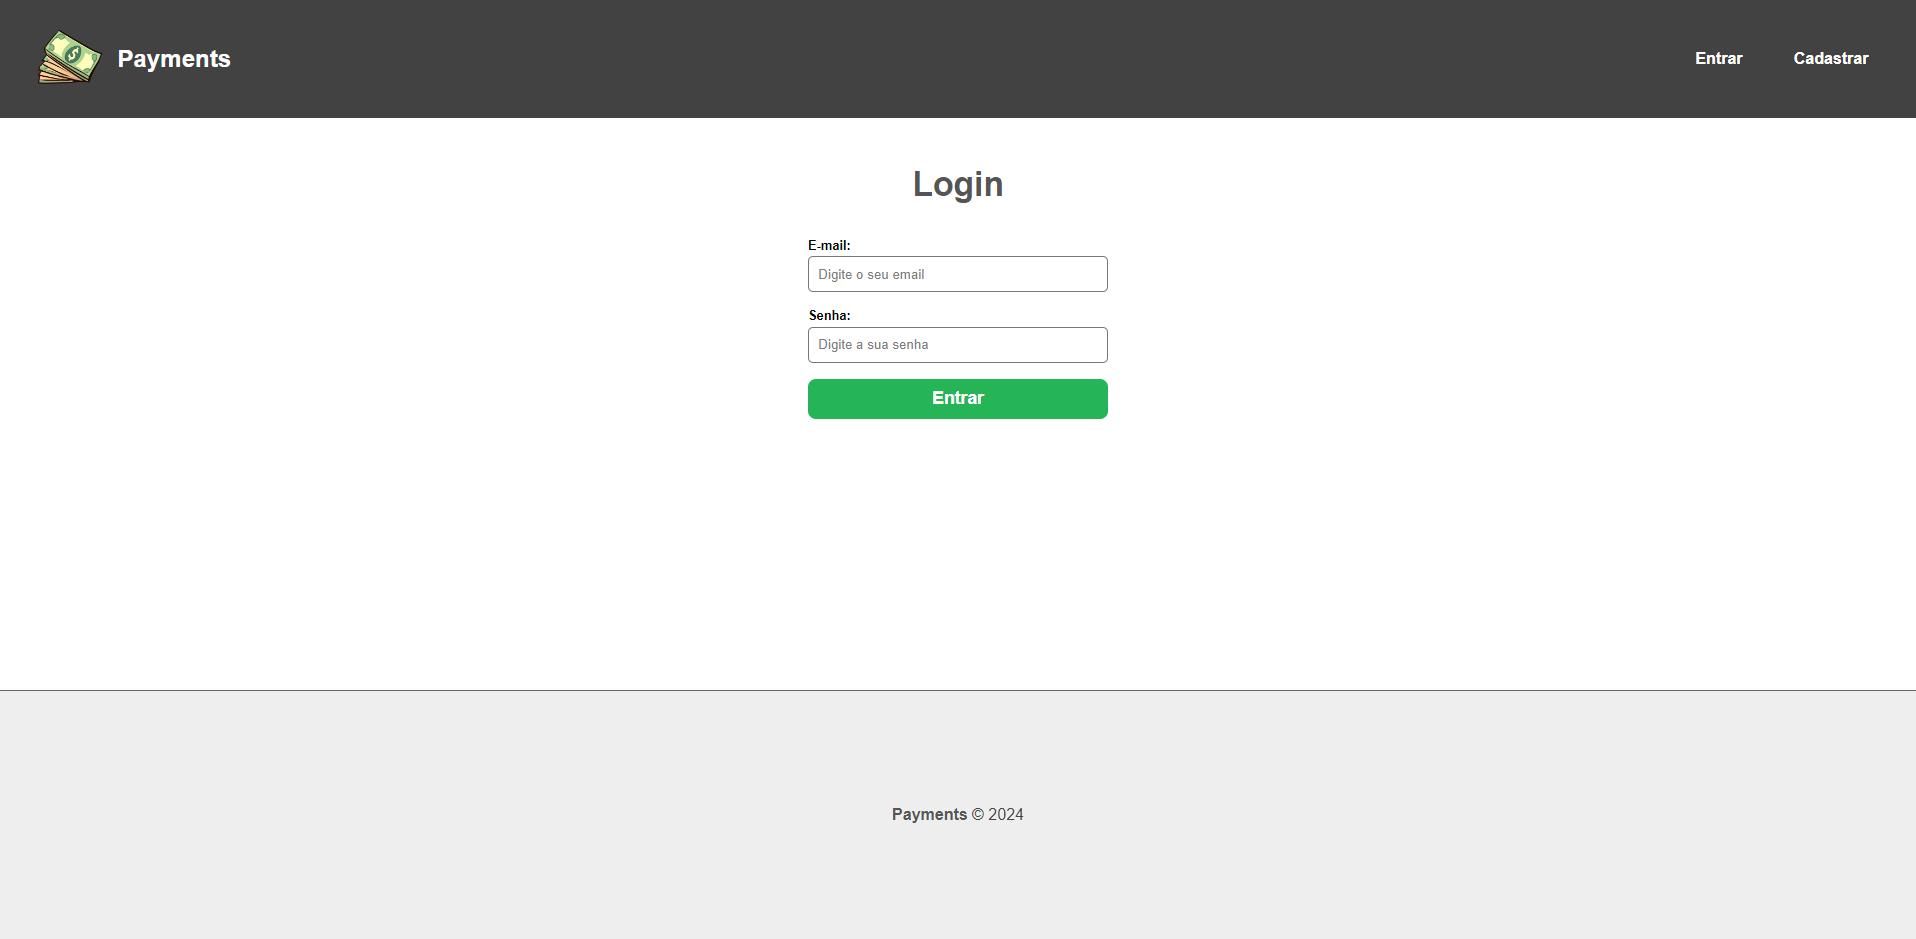 Payments
Entrar
Cadastrar
Login
E-mail:
Digite o seu email
Senha:
Digite a sua senha
Entrar
Payments © 2024